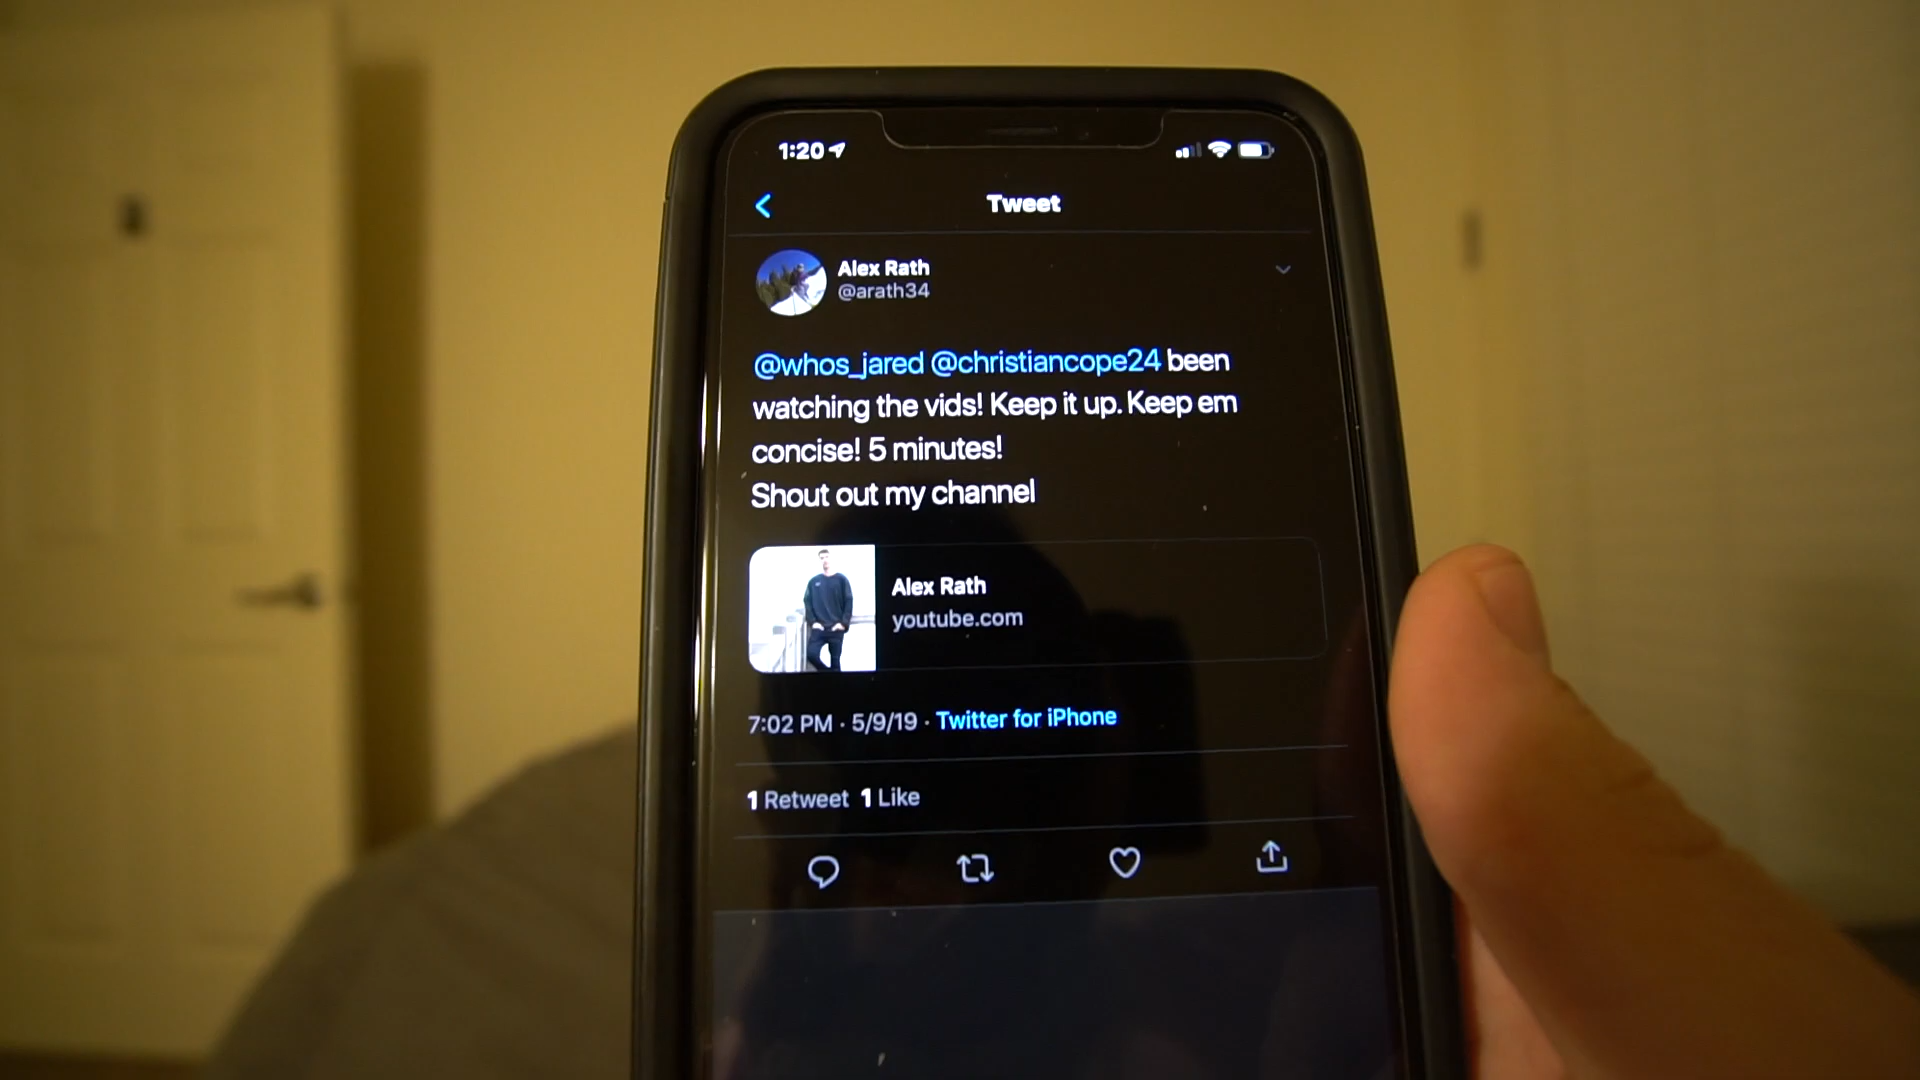 1:20
Tweet
Alex Rath
@arath34
@whos_jared @christiancope24 been
watching the vids! Keep it up. Keep em
concise! 5 minutes!
Shout out my channel
Alex Rath
youtube.com
7:02 PM · 5/9/19 · Twitter for iPhone
1 Retweet 1 Like